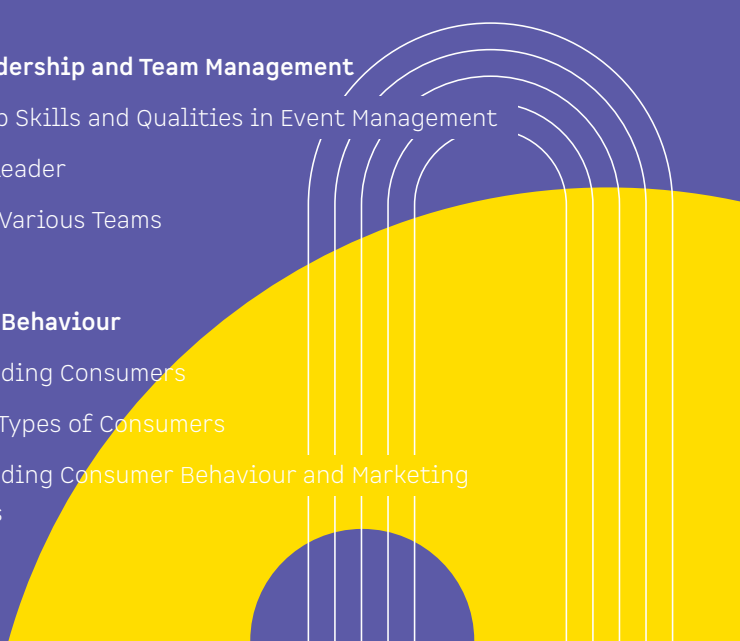 dership and Team Management
p Skills and Qualities in Event Management
eader
Various Teams
Behaviour
ding Consumers
Types of Consumers
ding Consumer Behaviour and Marketing
s